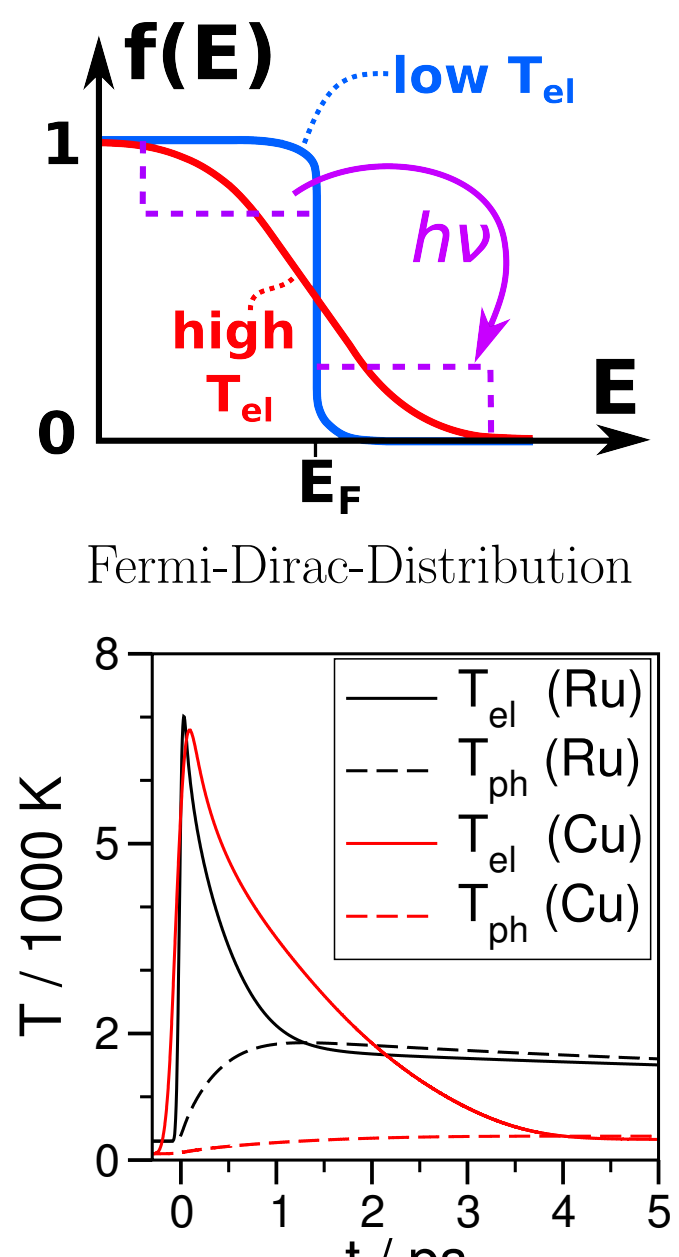 f(E)
low Tel
1
hν
high
Tel
E
0
EF
Fermi-Dirac-Distribution
8
Tel (Ru)
Tph (Ru)
5
Tel (Cu)
Tph (Cu)
T / 1000 K
2
0
0 1 2 3 4 5
t / ps